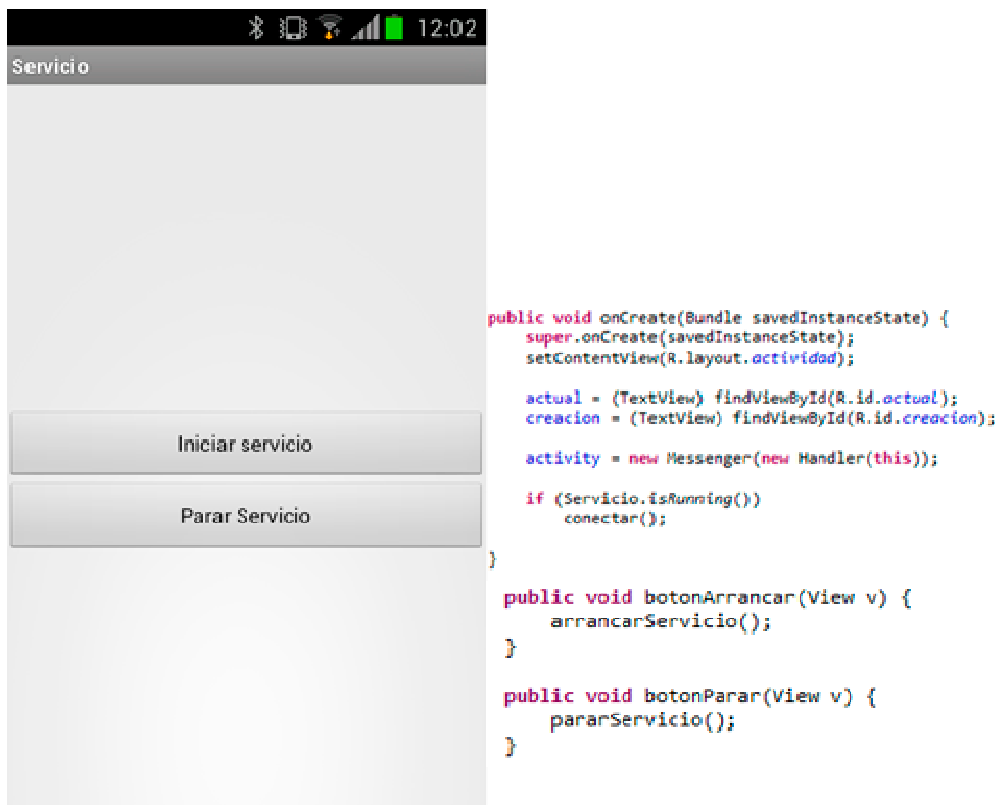 12:02
Servicio
Iniciar servicio
Parar Servicio
public void onCreate(Bundle savedInstanceState) {
super.onCreate(savedInstanceState);
setContentView(R.layout.actividad);
actual = (TextView) findViewById(R.id.actual);
creacion = (TextView) findViewById(R.id.creacion);
activity = new Messenger(new Handler(this));
if (Servicio.isRunning())
conectar();
}
public void botonArrancar(View v) {
arrancarServicio();
}
public void botonParar(View v) {
pararServicio();
}